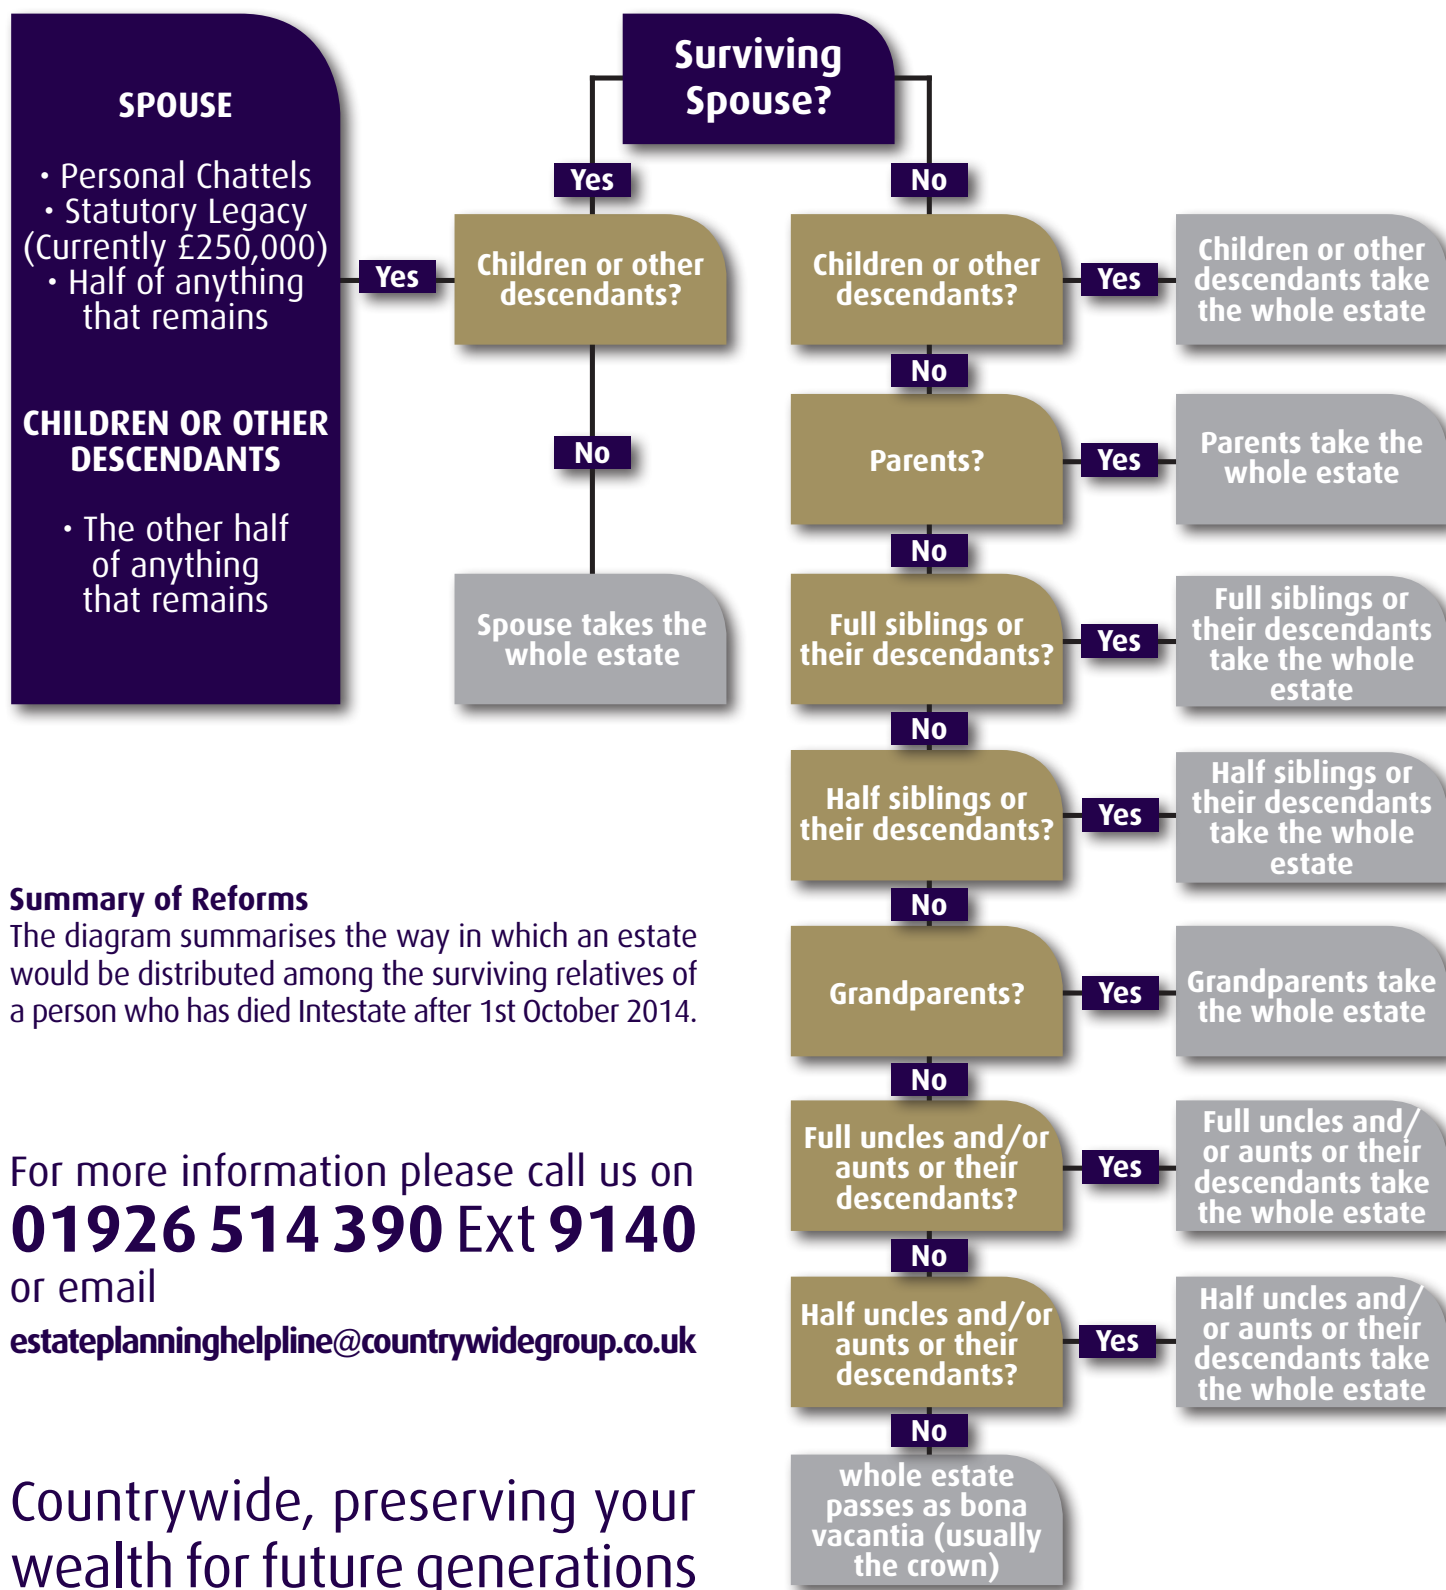 Surviving
Spouse?
SPOUSE
• Personal Chattels
• Statutory Legacy
(Currently £250,000)
• Half of anything
that remains
CHILDREN OR OTHER
DESCENDANTS
• The other half
of anything
that remains
Yes
No
Yes
Children or other
descendants?
No
Spouse takes the
whole estate
Children or other
descendants?
Yes
Children or other
descendants take
the whole estate
No
Parents?
Yes
Parents take the
whole estate
No
Full siblings or
their descendants?
Yes
Full siblings or
their descendants
take the whole
estate
No
Half siblings or
their descendants?
Yes
Half siblings or
their descendants
take the whole
estate
No
Grandparents?
Yes
Grandparents take
the whole estate
No
Full uncles and/or
aunts or their
descendants?
Yes
Full uncles and/
or aunts or their
descendants take
the whole estate
No
Half uncles and/or
aunts or their
descendants?
Yes
Half uncles and/
or aunts or their
descendants take
the whole estate
No
whole estate
passes as bona
vacantia (usually
the crown)
Summary of Reforms
The diagram summarises the way in which an estate
would be distributed among the surviving relatives of
a person who has died Intestate after 1st October 2014.
For more information please call us on
01926 514 390 Ext 9140
or email
estateplanninghelpline@countrywidegroup.co.uk
Countrywide, preserving your
wealth for future generations